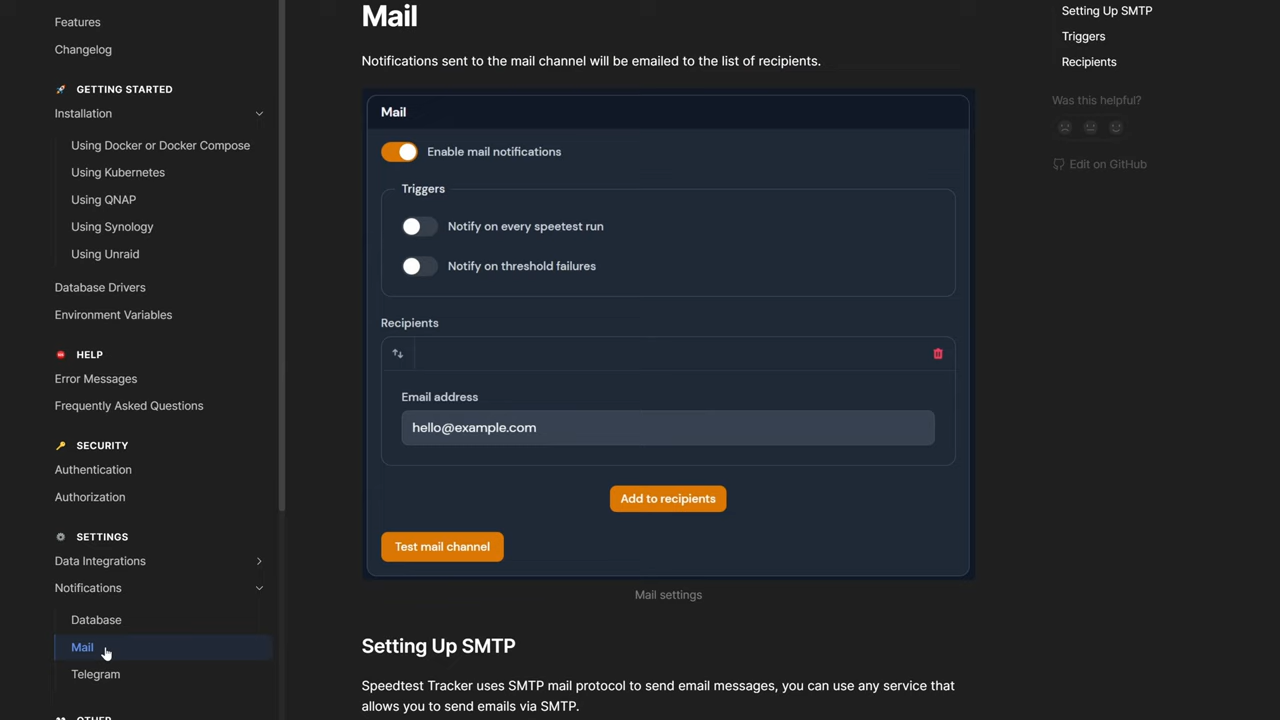 Features
Changelog
GETTING STARTED
Installation
Using Docker or Docker Compose
Using Kubernetes
Using QNAP
Using Synology
Using Unraid
Database Drivers
Environment Variables
HELP
Error Messages
Frequently Asked Questions
SECURITY
Authentication
Authorization
SETTINGS
Data Integrations
Notifications
Database
Mail
Telegram
OTHER
Mail
Notifications sent to the mail channel will be emailed to the list of recipients.
Mail
Enable mail notifications
Triggers
Notify on every speetest run
Notify on threshold failures
Recipients
Email address
hello@example.com
Add to recipients
Test mail channel
Mail settings
Setting Up SMTP
Speedtest Tracker uses SMTP mail protocol to send email messages, you can use any service that
allows you to send emails via SMTP.
Setting Up SMTP
Triggers
Recipients
Was this helpful?
Edit on GitHub